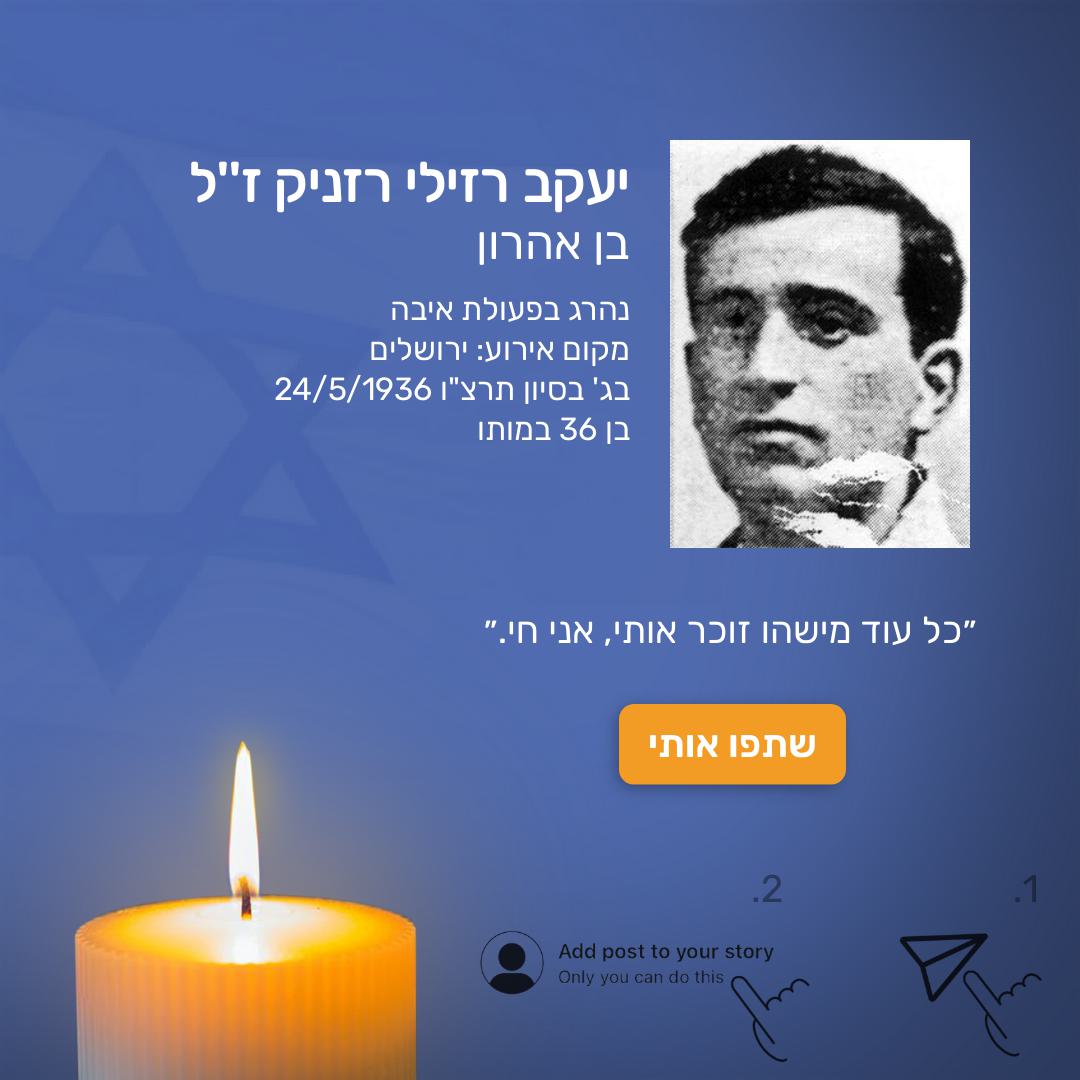 יעקב רזילי רזניק ז"ל
בן אהרון
נהרג בפעולת איבה
מקום אירוע: ירושלים
בג' בסיון תרצ"ו 24/5/1936
בן 36 במותו
״כל עוד מישהו זוכר אותי, אני חי.״
שתפו אותי
.1
.2
Add post to your story
Only you can do this